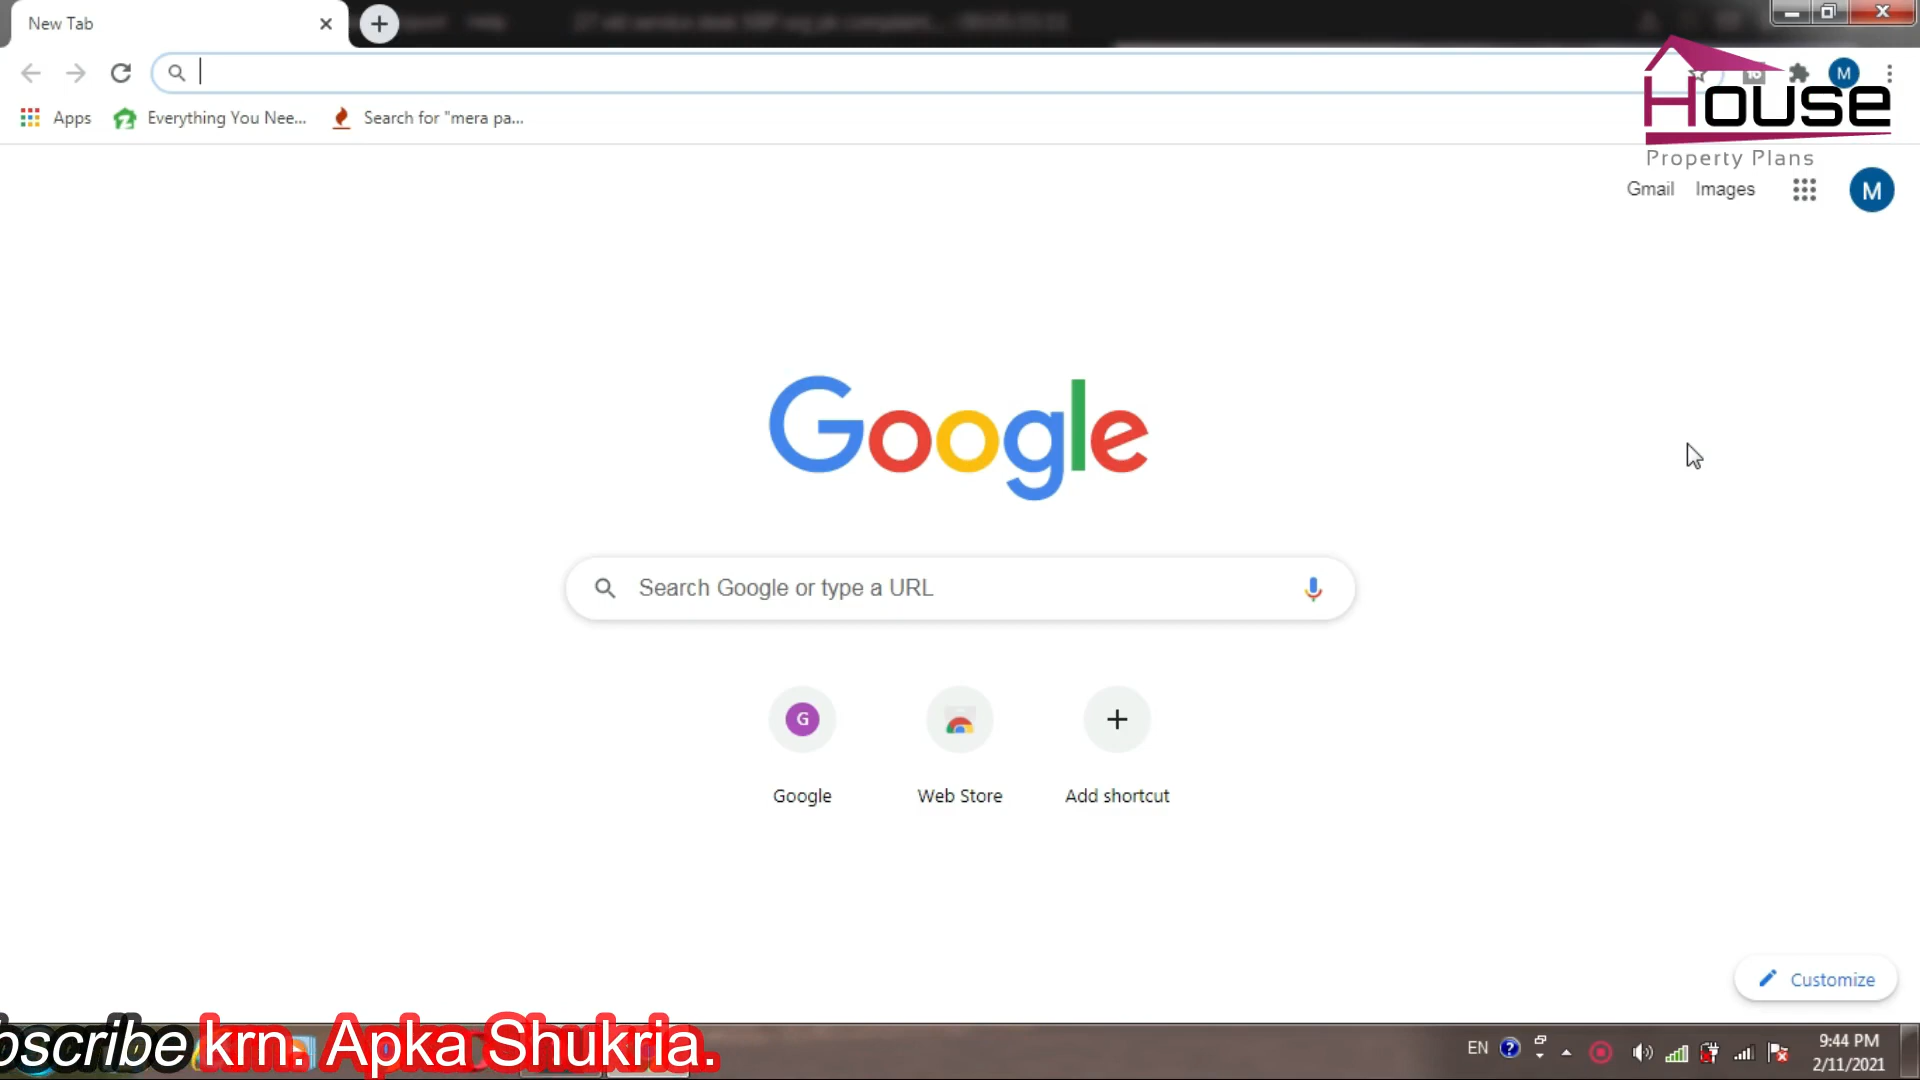 New Tab
Apps
Everything You Nee...
Search for "mera pa...
HOUSE
Property Plans
M
Gmail
Images
M
Google
Search Google or type a URL
G
Google
Web Store
Add shortcut
Customize
bscribe krn. Apka Shukria.
EN
9:44 PM
2/11/2021